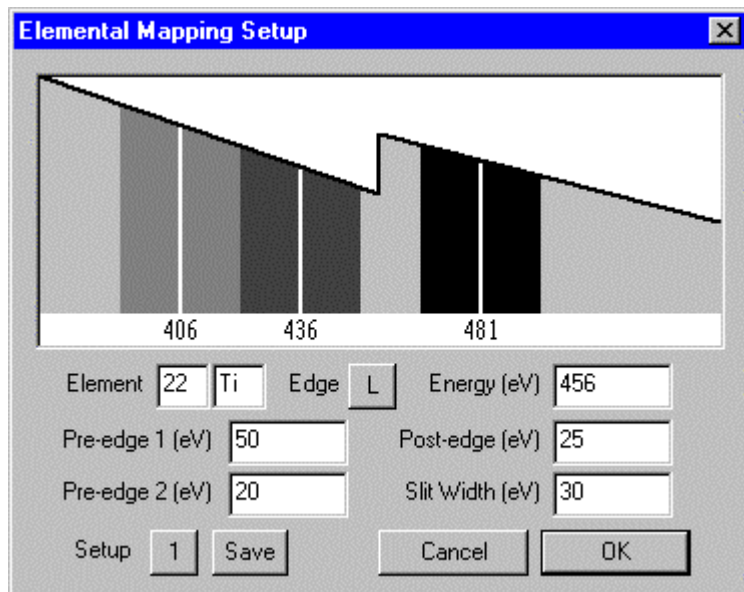 Elemental Mapping Setup
406 436 481
Element 22 Ti Edge L Energy (eV) 456
Pre-edge 1 (eV) 50 Post-edge (eV) 25
Pre-edge 2 (eV) 20 Slit Width (eV) 30
Setup 1 Save Cancel OK